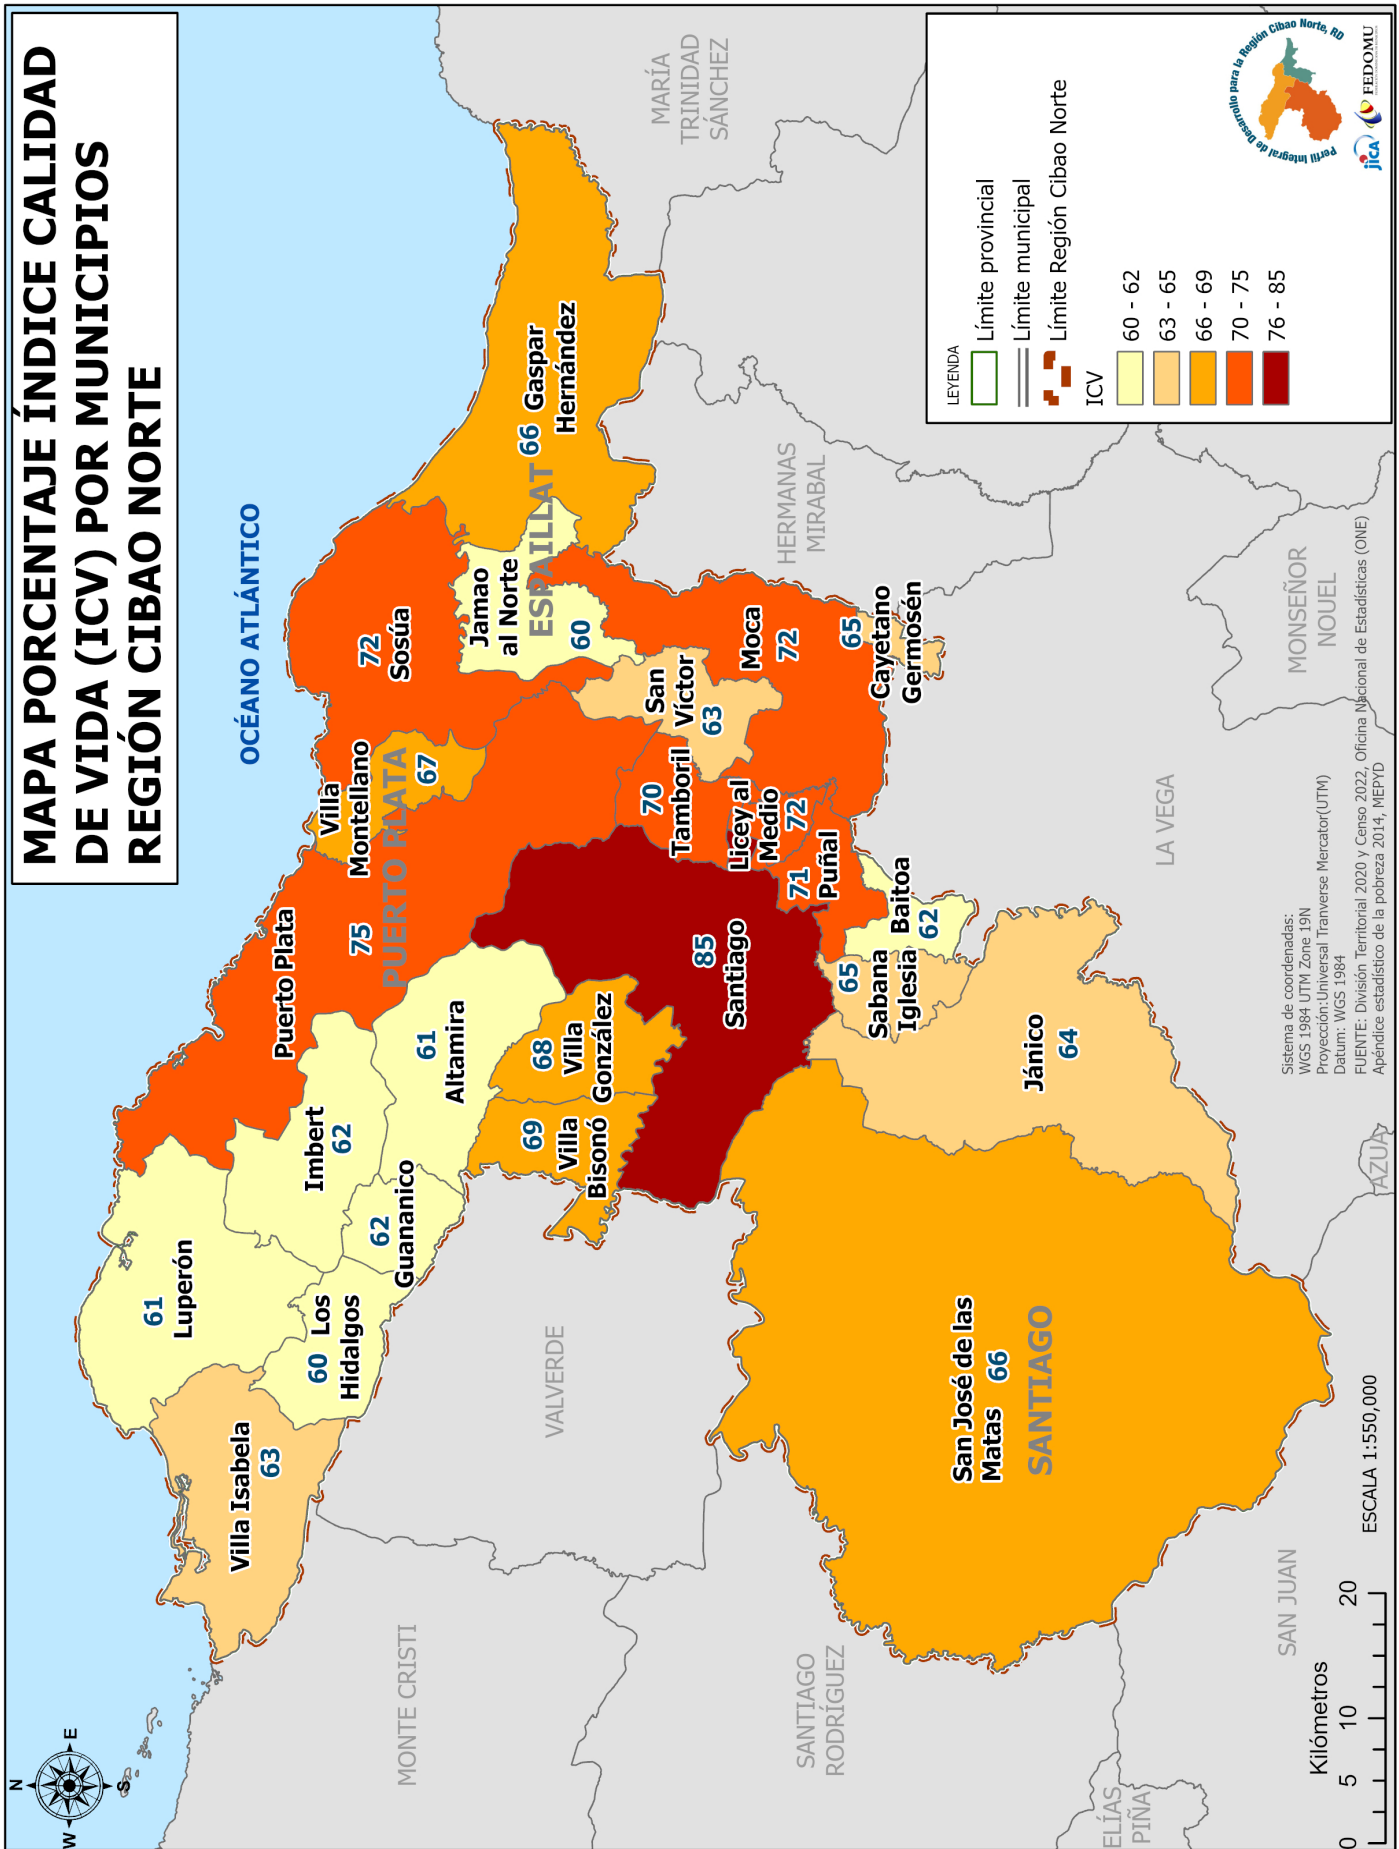 MAPA PORCENTAJE ÍNDICE CALIDAD
DE VIDA (ICV) POR MUNICIPIOS
REGIÓN CIBAO NORTE
N
W
E
S
OCÉANO ATLÁNTICO
MONTE CRISTI
SANTIAGO
RODRÍGUEZ
ELÍAS
PIÑA
SAN JUAN
VALVERDE
AZUA
LA VEGA
MONSEÑOR
NOUEL
HERMANAS
MIRABAL
MARÍA
TRINIDAD
SÁNCHEZ
PUERTO PLATA
ESPAILLAT
SANTIAGO
Villa Isabela
63
61
Luperón
60 Los
Hidalgos
62
Guananico
Imbert
62
61
Altamira
Puerto Plata
75
Villa
Montellano
67
72
Sosúa
Jamao
al Norte
60
66 Gaspar
Hernández
69
Villa
Bisonó
68
Villa
González
85
Santiago
70
Tamboril
San
Víctor
63
Moca
72
65
Cayetano
Germosén
Licey al
Medio
72
71
Puñal
Baitoa
62
65
Sabana
Iglesia
Jánico
64
San José de las
Matas 66
LEYENDA
Límite provincial
Límite municipal
Límite Región Cibao Norte
ICV
60 - 62
63 - 65
66 - 69
70 - 75
76 - 85
Perfil Integral de Desarrollo para la Región Cibao Norte, RD
jICA
FEDOMU
Sistema de coordenadas:
WGS 1984 UTM Zone 19N
Proyección:Universal Tranverse Mercator(UTM)
Datum: WGS 1984
FUENTE: División Territorial 2020 y Censo 2022, Oficina Nacional de Estadísticas (ONE)
Apéndice estadístico de la pobreza 2014, MEPYD
ESCALA 1:550,000
Kilómetros
0 5 10 20